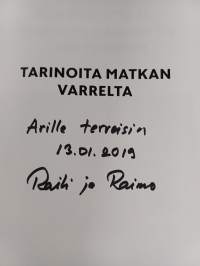 TARINOITA MATKAN
VARRELTA
Arille terveisin
13.01.2019
Raili ja Raimo